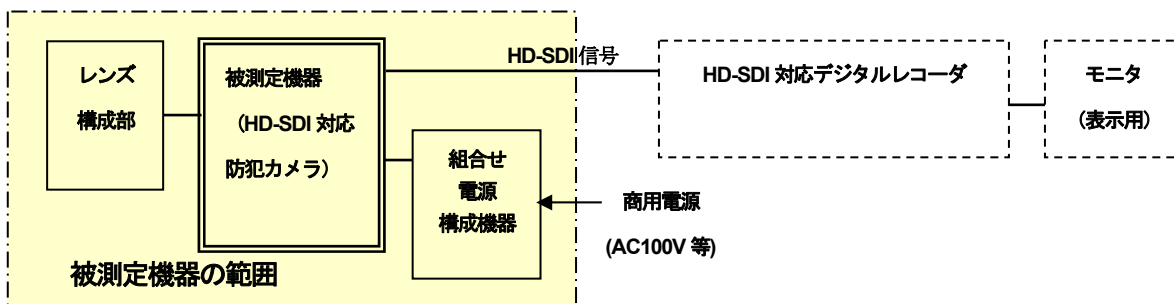 レンズ
構成部
被測定機器
（HD-SDI 対応
防犯カメラ）
組合せ
電源
構成機器
被測定機器の範囲
HD-SDI 信号
HD-SDI 対応デジタルレコーダ
モニタ
（表示用）
商用電源
(AC100V 等)